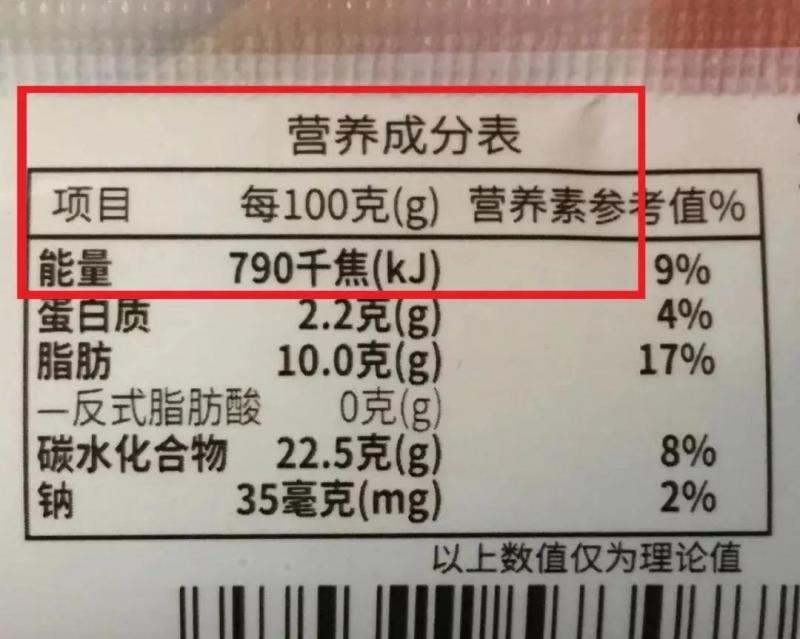 营养成分表
项目 每100克(g) 营养素参考值%
能量 790千焦(kJ) 9%
蛋白质 2.2克(g) 4%
脂肪 10.0克(g) 17%
—反式脂肪酸 0克(g)
碳水化合物 22.5克(g) 8%
钠 35毫克(mg) 2%
以上数值仅为理论值